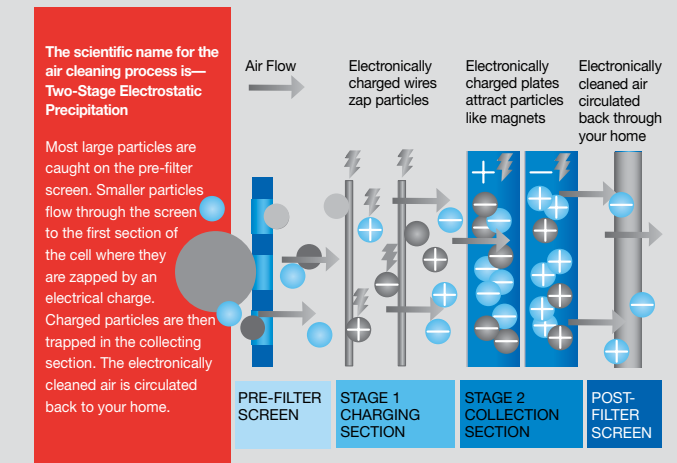 The scientific name for the
air cleaning process is—
Two-Stage Electrostatic
Precipitation
Most large particles are
caught on the pre-filter
screen. Smaller particles
flow through the screen
to the first section of
the cell where they
are zapped by an
electrical charge.
Charged particles are then
trapped in the collecting
section. The electronically
cleaned air is circulated
back to your home.
Air Flow
Electronically
charged wires
zap particles
Electronically
charged plates
attract particles
like magnets
Electronically
cleaned air
circulated
back through
your home
PRE-FILTER
SCREEN
STAGE 1
CHARGING
SECTION
STAGE 2
COLLECTION
SECTION
POST-
FILTER
SCREEN